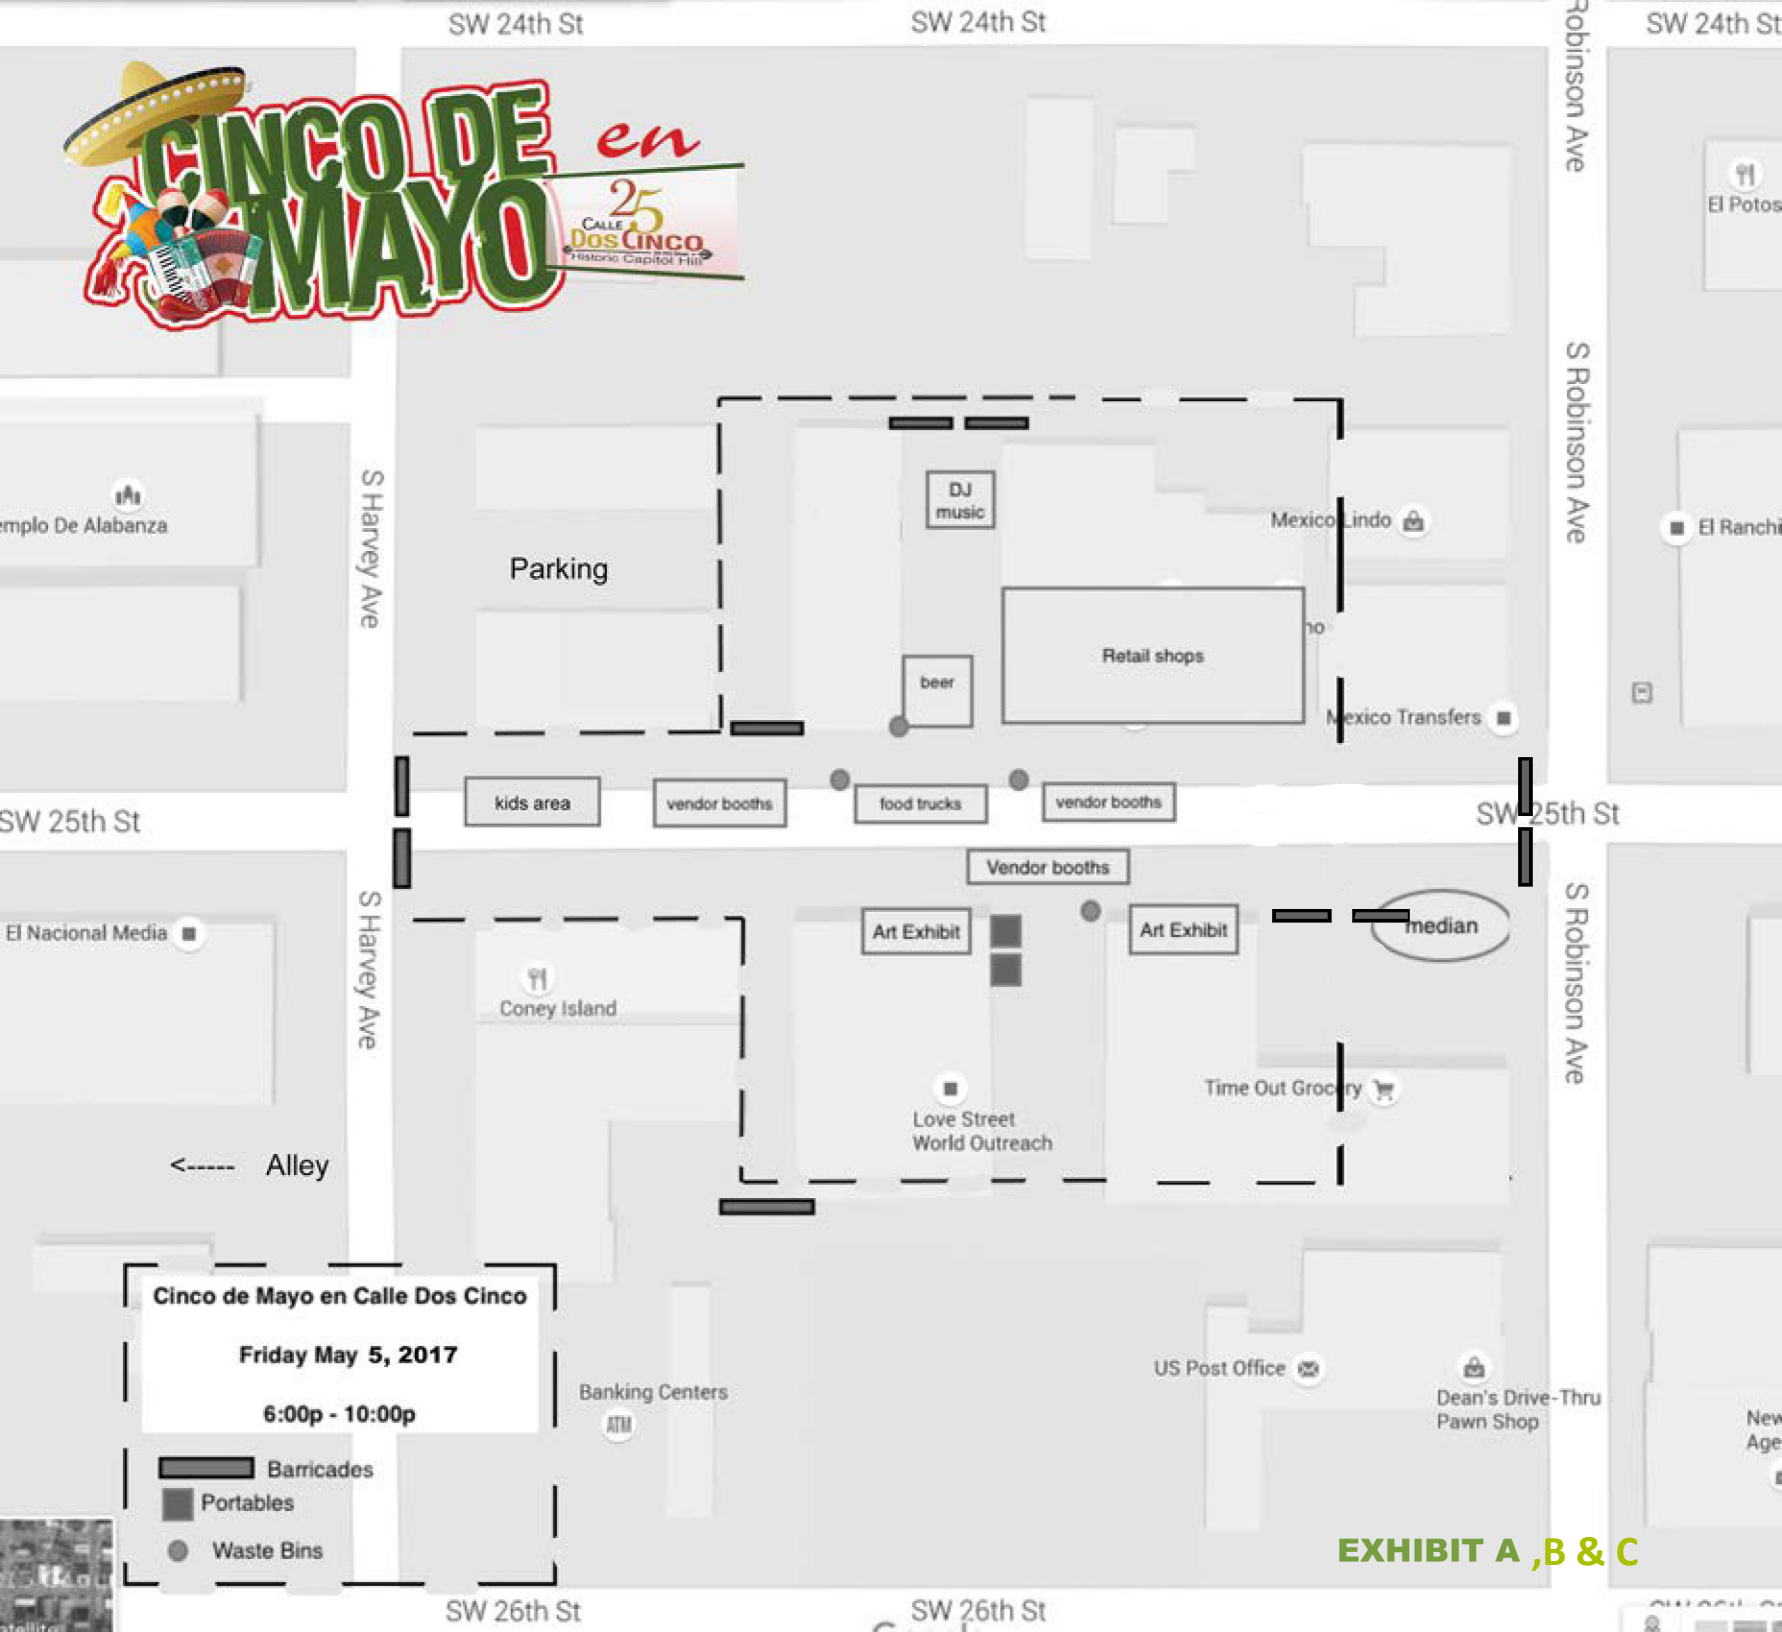 SW 24th St
SW 24th St
SW 24th St
Robinson Ave
CINCO DE
MAYO
en
25
CALLE
DOS CINCO
Historic Capitol Hill
El Potos
S Robinson Ave
S Harvey Ave
emplo De Alabanza
Parking
DJ
music
Mexico Lindo
El Ranchi
Retail shops
no
beer
Mexico Transfers
kids area
vendor booths
food trucks
vendor booths
SW 25th St
SW 25th St
Vendor booths
S Harvey Ave
S Robinson Ave
El Nacional Media
Art Exhibit
Art Exhibit
median
Coney Island
Time Out Grocery
Love Street
World Outreach
<----- Alley
Cinco de Mayo en Calle Dos Cinco
Friday May 5, 2017
6:00p - 10:00p
Barricades
Portables
Waste Bins
Banking Centers
ATM
US Post Office
Dean's Drive-Thru
Pawn Shop
New
Age
EXHIBIT A ,B & C
SW 26th St
SW 26th St